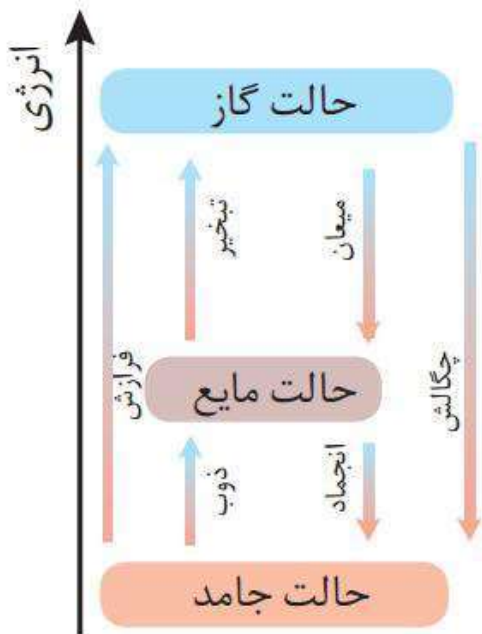 انرژی
حالت گاز
میعان
تبخیر
چگالش
فرازش
حالت مایع
انجماد
ذوب
حالت جامد